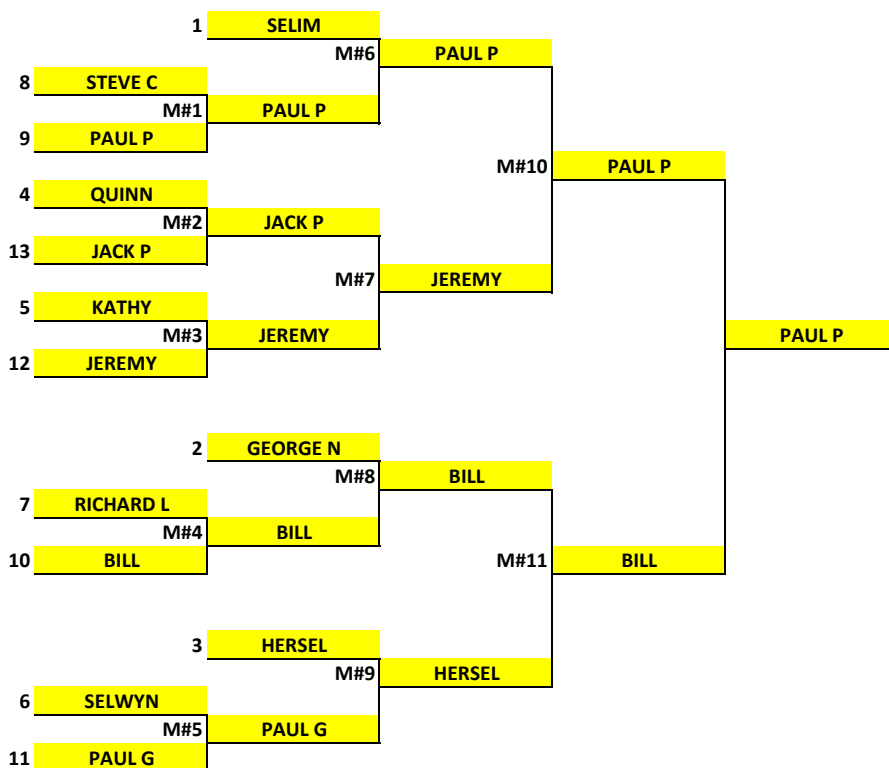 1 SELIM
M#6 PAUL P
8 STEVE C
M#1 PAUL P
9 PAUL P
M#10 PAUL P
4 QUINN
M#2 JACK P
13 JACK P
M#7 JEREMY
5 KATHY
M#3 JEREMY
PAUL P
12 JEREMY
2 GEORGE N
M#8 BILL
7 RICHARD L
M#4 BILL
10 BILL
M#11 BILL
3 HERSEL
M#9 HERSEL
6 SELWYN
M#5 PAUL G
11 PAUL G